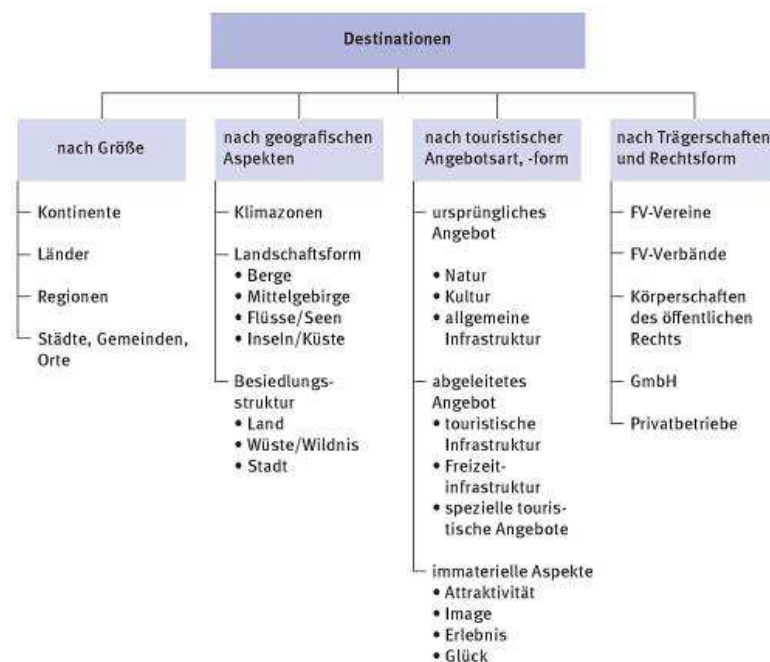 Destinationen
nach Größe
Kontinente
Länder
Regionen
Städte, Gemeinden,
Orte
nach geografischen
Aspekten
Klimazonen
Landschaftsform
• Berge
• Mittelgebirge
• Flüsse/Seen
• Inseln/Küste
Besiedlungs-
struktur
• Land
• Wüste/Wildnis
• Stadt
nach touristischer
Angebotsart, -form
ursprüngliches
Angebot
• Natur
• Kultur
• allgemeine
Infrastruktur
abgeleitetes
Angebot
• touristische
Infrastruktur
• Freizeit-
infrastruktur
• spezielle touris-
tische Angebote
immaterielle Aspekte
• Attraktivität
• Image
• Erlebnis
• Glück
nach Trägerschaften
und Rechtsform
FV-Vereine
FV-Verbände
Körperschaften
des öffentlichen
Rechts
GmbH
Privatbetriebe